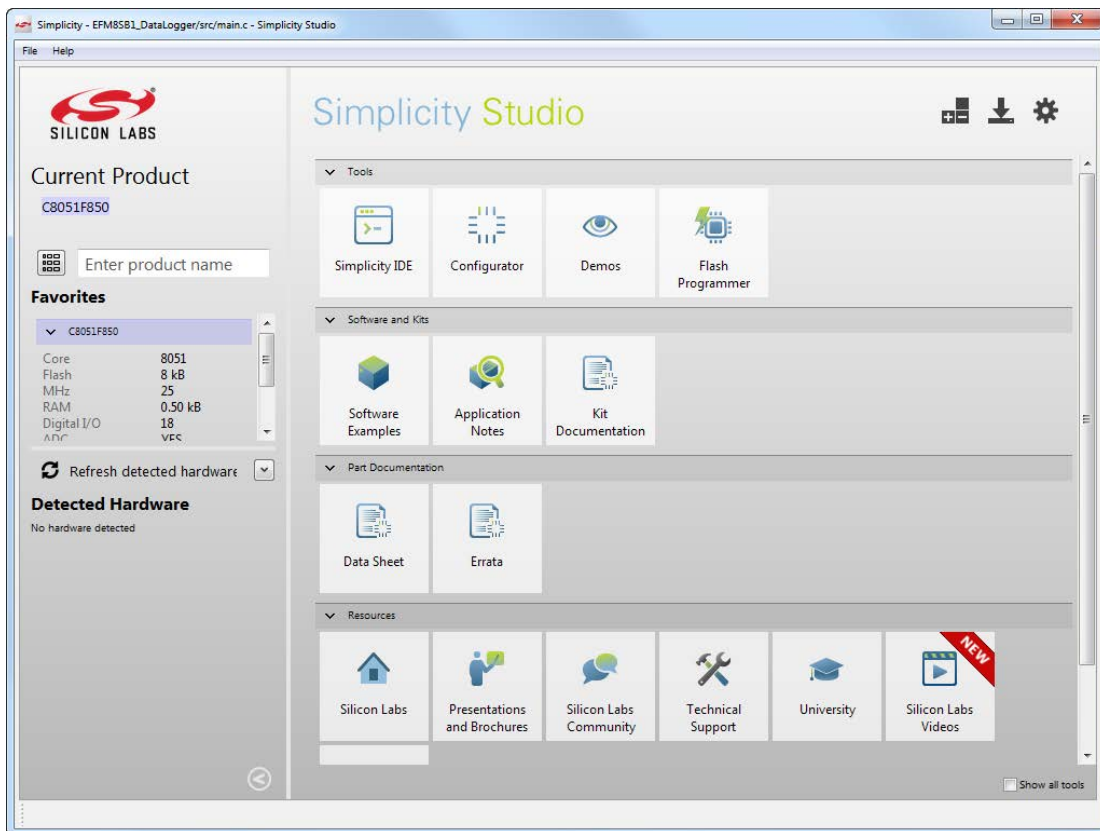 Simplicity - EFM8SB1_DataLogger/src/main.c - Simplicity Studio
File Help
SILICON LABS
Simplicity Studio
Current Product
C8051F850
Enter product name
Favorites
C8051F850
Core 8051
Flash 8 kB
MHz 25
RAM 0.50 kB
Digital I/O 18
ADC YES
Refresh detected hardware
Detected Hardware
No hardware detected
Tools
Simplicity IDE
Configurator
Demos
Flash
Programmer
Software and Kits
Software
Examples
Application
Notes
Kit
Documentation
Part Documentation
Data Sheet
Errata
Resources
Silicon Labs
Presentations
and Brochures
Silicon Labs
Community
Technical
Support
University
NEW
Silicon Labs
Videos
Show all tools